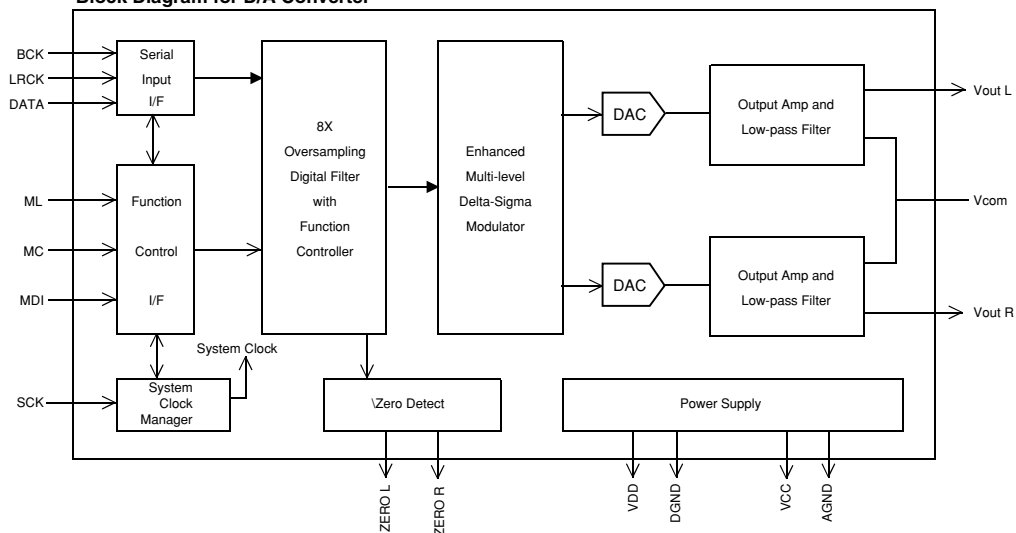 Block Diagram for D/A Converter
BCK
LRCK
DATA
Serial
Input
I/F
ML
MC
MDI
Function
Control
I/F
SCK
System
Clock
Manager
System Clock
8X
Oversampling
Digital Filter
with
Function
Controller
Enhanced
Multi-level
Delta-Sigma
Modulator
DAC
DAC
Output Amp and
Low-pass Filter
Output Amp and
Low-pass Filter
Vout L
Vcom
Vout R
\Zero Detect
Power Supply
ZERO L
ZERO R
VDD
DGND
VCC
AGND